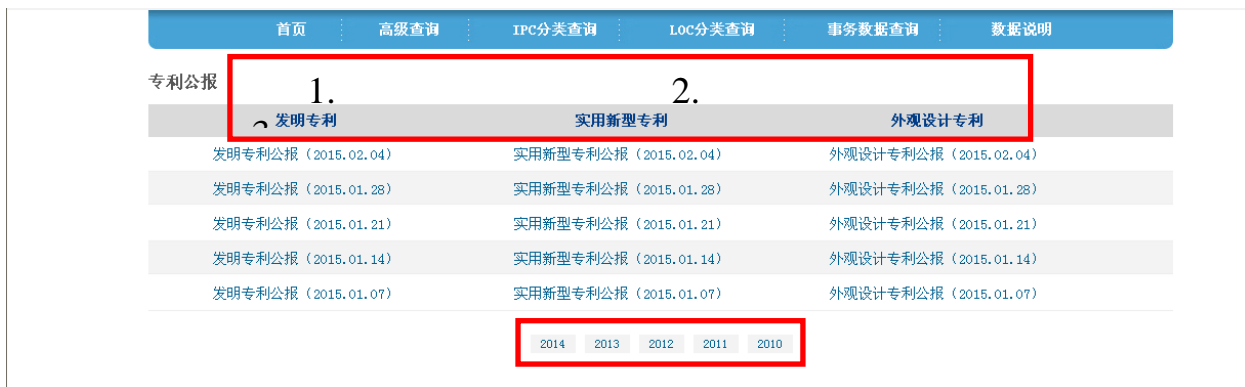 首页 高级查询 IPC分类查询 LOC分类查询 事务数据查询 数据说明
专利公报
1. 2.
发明专利 实用新型专利 外观设计专利
发明专利公报（2015.02.04） 实用新型专利公报（2015.02.04） 外观设计专利公报（2015.02.04）
发明专利公报（2015.01.28） 实用新型专利公报（2015.01.28） 外观设计专利公报（2015.01.28）
发明专利公报（2015.01.21） 实用新型专利公报（2015.01.21） 外观设计专利公报（2015.01.21）
发明专利公报（2015.01.14） 实用新型专利公报（2015.01.14） 外观设计专利公报（2015.01.14）
发明专利公报（2015.01.07） 实用新型专利公报（2015.01.07） 外观设计专利公报（2015.01.07）
2014 2013 2012 2011 2010